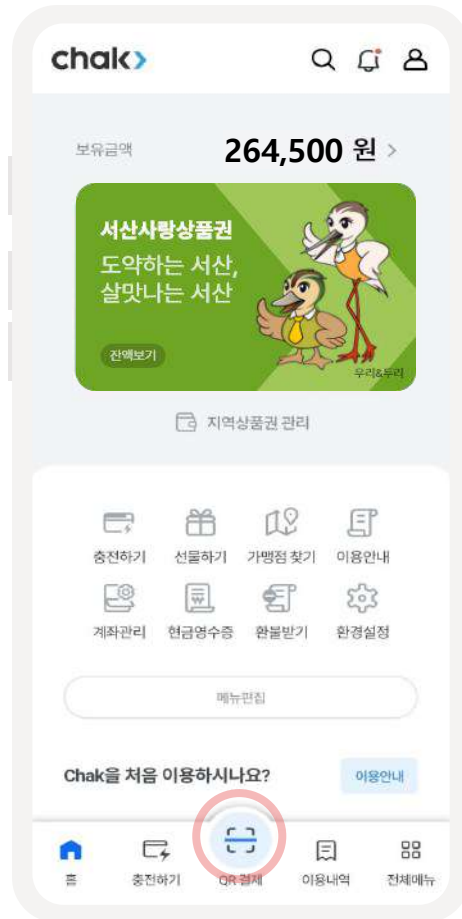 chak>
보유금액 264,500 원 >
서산사랑상품권
도약하는 서산,
살맛나는 서산
잔액보기
우리&두리
지역상품권 관리
충전하기 선물하기 가맹점 찾기 이용안내
계좌관리 현금영수증 환불받기 환경설정
메뉴편집
Chak을 처음 이용하시나요? 이용안내
홈 충전하기 QR 결제 이용내역 전체메뉴